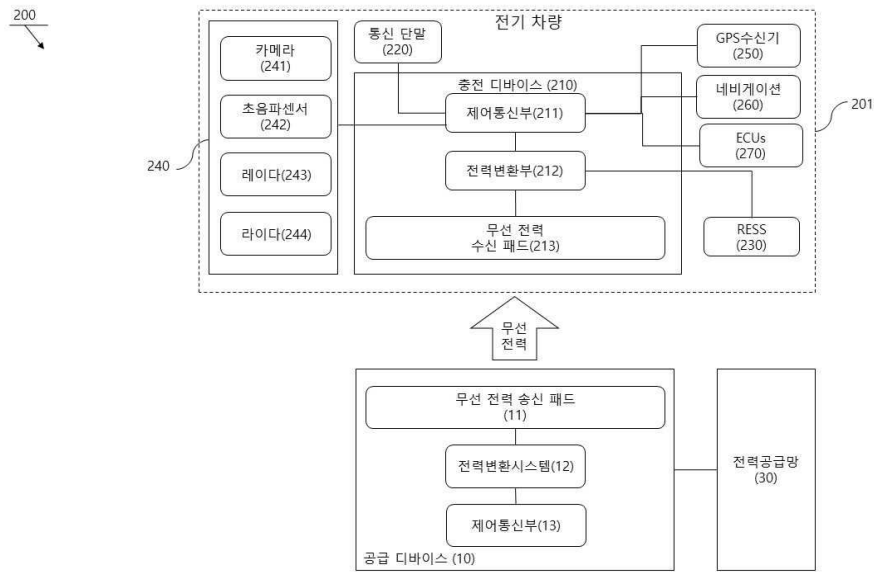 200
전기 차량
카메라
(241)
초음파센서
(242)
레이다(243)
라이다(244)
240
통신 단말
(220)
충전 디바이스 (210)
제어통신부(211)
전력변환부(212)
무선 전력
수신 패드(213)
GPS수신기
(250)
네비게이션
(260)
ECUs
(270)
RESS
(230)
201
무선
전력
무선 전력 송신 패드
(11)
전력변환시스템(12)
제어통신부(13)
공급 디바이스 (10)
전력공급망
(30)